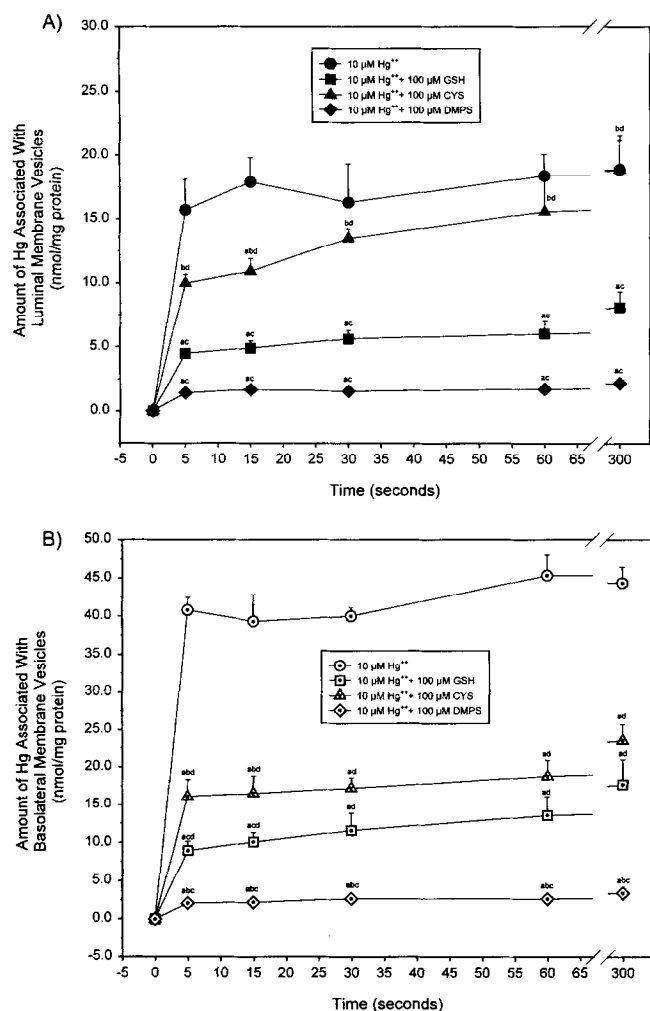 A)
30.0
25.0
20.0
15.0
10.0
5.0
0.0
Amount of Hg Associated With
Luminal Membrane Vesicles
(nmol/mg protein)
10 µM Hg⁺⁺
10 µM Hg⁺⁺+ 100 µM GSH
10 µM Hg⁺⁺+ 100 µM CYS
10 µM Hg⁺⁺+ 100 µM DMPS
bd
abd
bd
bd
bd
ac
ac
ac
ac
ac
ac
ac
ac
ac
-5 0 5 10 15 20 25 30 35 40 45 50 55 60 65 300
Time (seconds)
B)
50.0
45.0
40.0
35.0
30.0
25.0
20.0
15.0
10.0
5.0
0.0
-5.0
Amount of Hg Associated With
Basolateral Membrane Vesicles
(nmol/mg protein)
10 µM Hg⁺⁺
10 µM Hg⁺⁺+ 100 µM GSH
10 µM Hg⁺⁺+ 100 µM CYS
10 µM Hg⁺⁺+ 100 µM DMPS
abd
abd
ad
ad
ad
acd
acd
ad
ad
ad
abc
abc
abc
abc
abc
-5 0 5 10 15 20 25 30 35 40 45 50 55 60 65 300
Time (seconds)